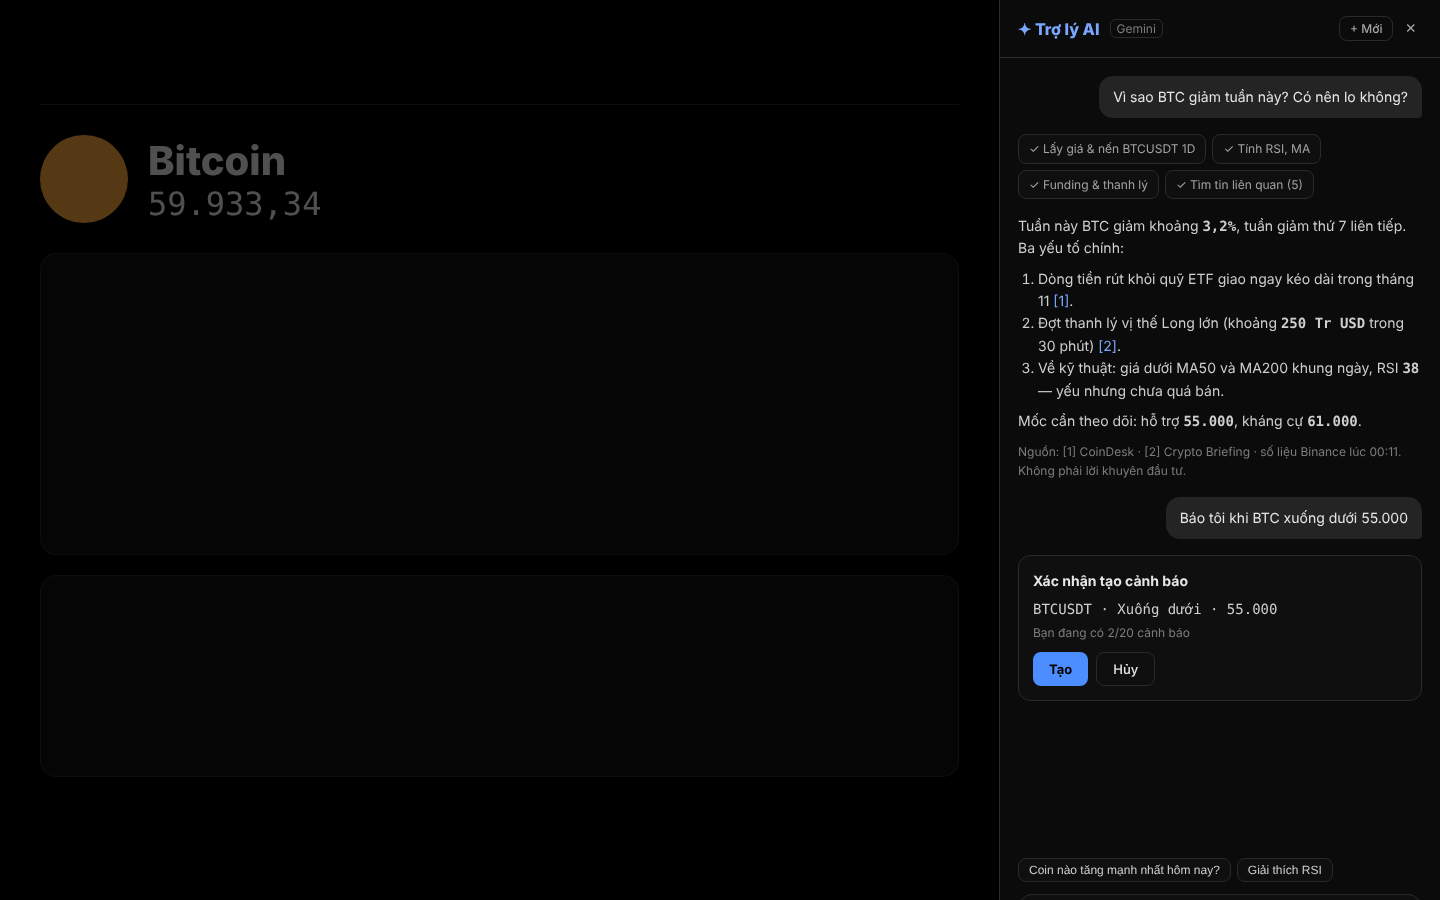 Bitcoin
59.933,34
✦ Trợ lý AI Gemini + Mới ✕
Vì sao BTC giảm tuần này? Có nên lo không?
✓ Lấy giá & nến BTCUSDT 1D ✓ Tính RSI, MA
✓ Funding & thanh lý ✓ Tìm tin liên quan (5)
Tuần này BTC giảm khoảng 3,2%, tuần giảm thứ 7 liên tiếp.
Ba yếu tố chính:
1. Dòng tiền rút khỏi quỹ ETF giao ngay kéo dài trong tháng
11 [1].
2. Đợt thanh lý vị thế Long lớn (khoảng 250 Tr USD trong
30 phút) [2].
3. Về kỹ thuật: giá dưới MA50 và MA200 khung ngày, RSI 38
— yếu nhưng chưa quá bán.
Mốc cần theo dõi: hỗ trợ 55.000, kháng cự 61.000.
Nguồn: [1] CoinDesk · [2] Crypto Briefing · số liệu Binance lúc 00:11.
Không phải lời khuyên đầu tư.
Báo tôi khi BTC xuống dưới 55.000
Xác nhận tạo cảnh báo
BTCUSDT · Xuống dưới · 55.000
Bạn đang có 2/20 cảnh báo
Tạo Hủy
Coin nào tăng mạnh nhất hôm nay? Giải thích RSI